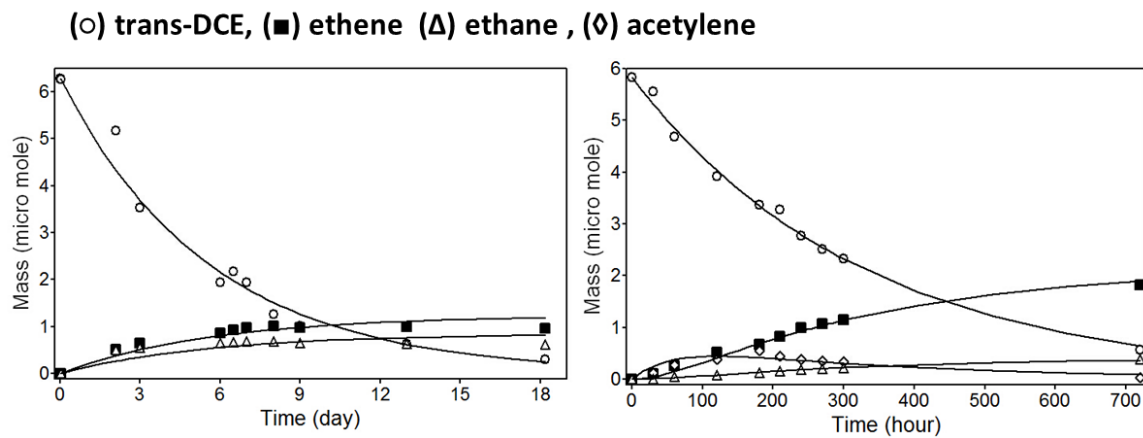 (○) trans-DCE, (■) ethene (Δ) ethane , (◊) acetylene
Mass (micro mole)
6
5
4
3
2
1
0
0 3 6 9 12 15 18
Time (day)
Mass (micro mole)
6
5
4
3
2
1
0
0 100 200 300 400 500 600 700
Time (hour)